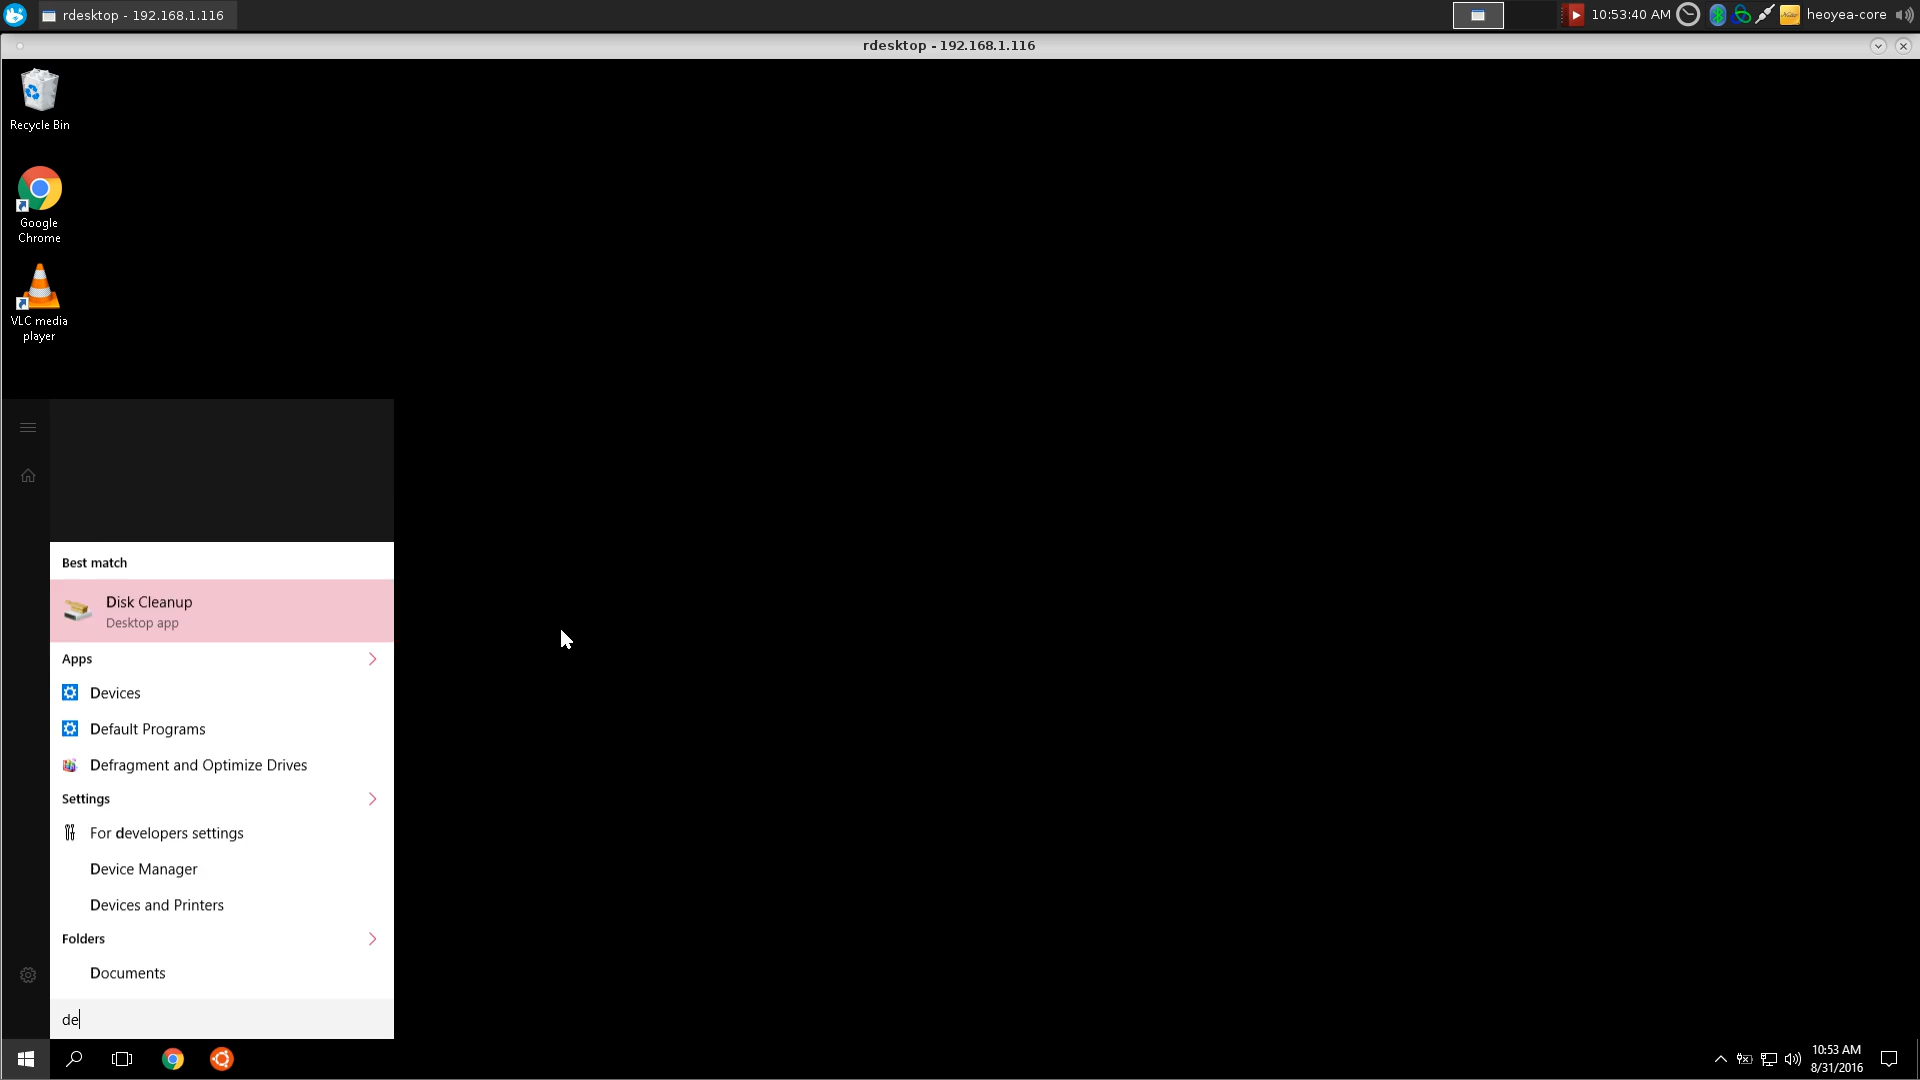 rdesktop - 192.168.1.116
10:53:40 AM
heoyea-core
rdesktop - 192.168.1.116
Recycle Bin
Google
Chrome
VLC media
player
Best match
Disk Cleanup
Desktop app
Apps
Devices
Default Programs
Defragment and Optimize Drives
Settings
For developers settings
Device Manager
Devices and Printers
Folders
Documents
de
10:53 AM
8/31/2016